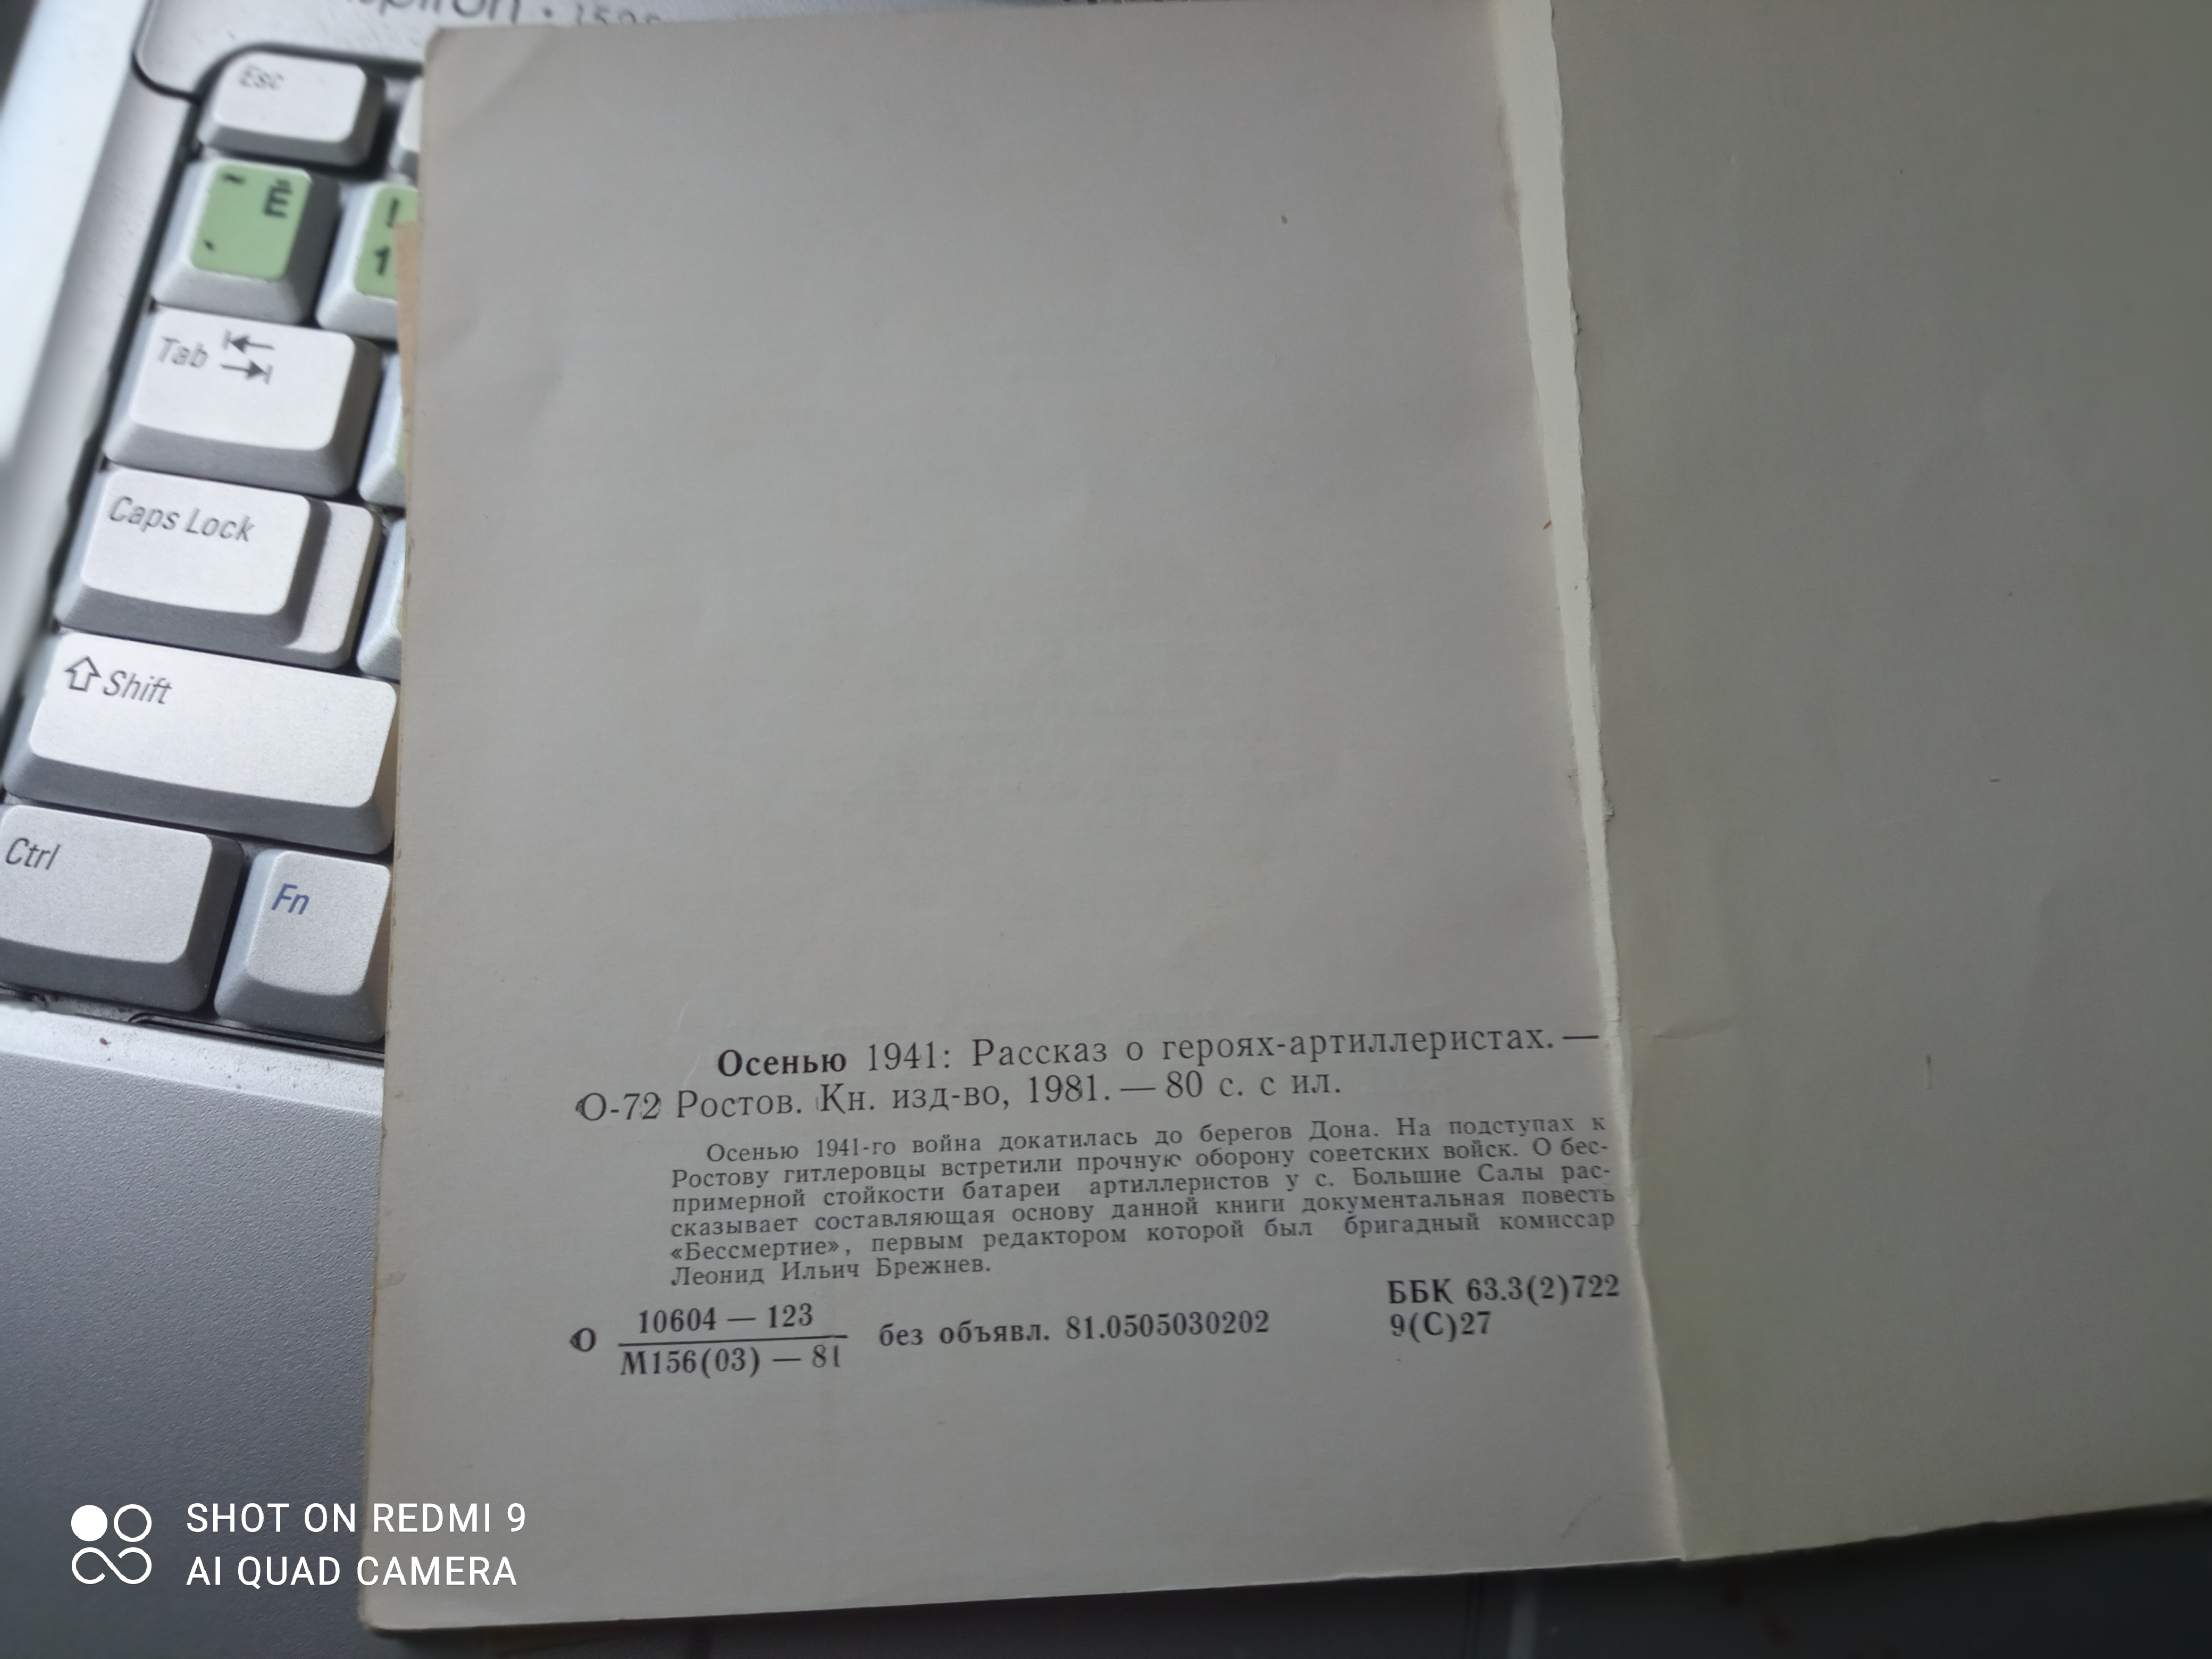 Esc
~ Ё
!
1
Tab
Caps Lock
Shift
Ctrl
Fn
Осенью 1941: Рассказ о героях-артиллеристах. —
О-72 Ростов. Кн. изд-во, 1981. — 80 с. с ил.
Осенью 1941-го война докатилась до берегов Дона. На подступах к
Ростову гитлеровцы встретили прочную оборону советских войск. О бес-
примерной стойкости батареи артиллеристов у с. Большие Салы рас-
сказывает составляющая основу данной книги документальная повесть
«Бессмертие», первым редактором которой был бригадный комиссар
Леонид Ильич Брежнев.
О 10604 — 123
М156(03) — 81
без объявл. 81.0505030202
ББК 63.3(2)722
9(С)27
SHOT ON REDMI 9
AI QUAD CAMERA